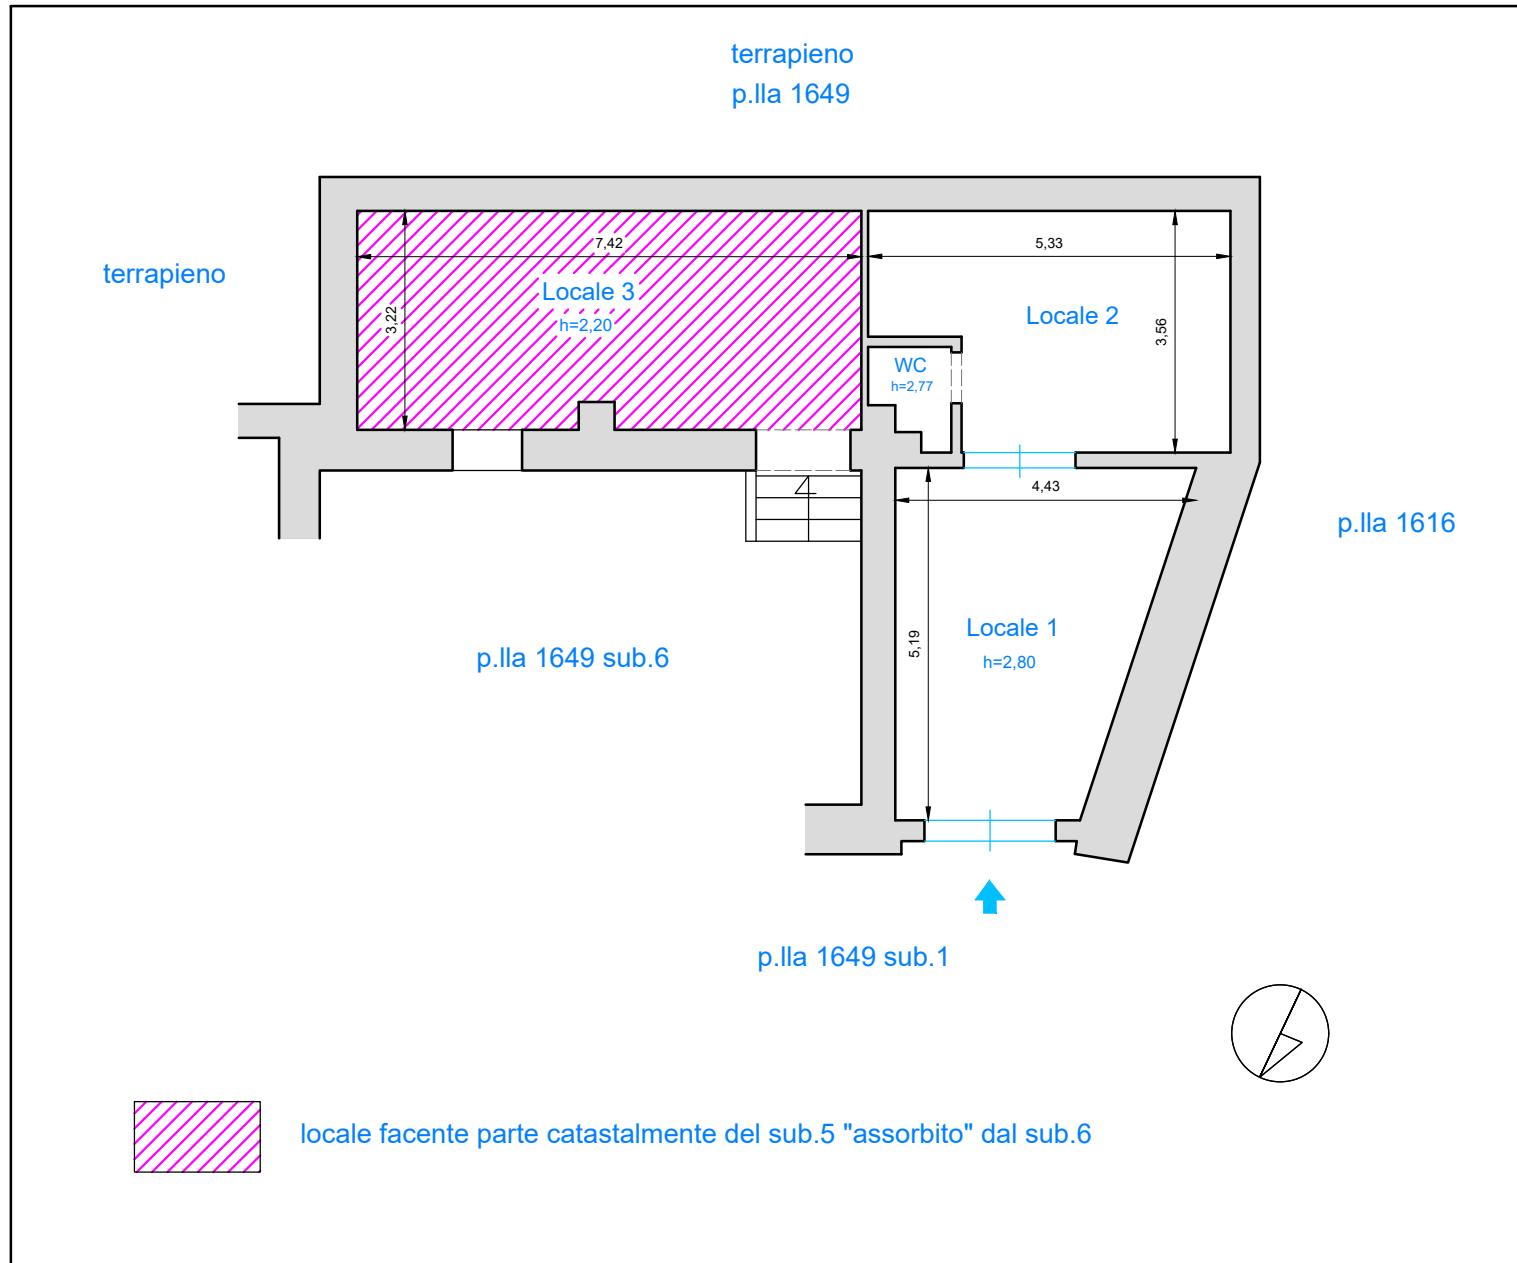 terrapieno
p.lla 1649
terrapieno
7,42
5,33
Locale 3
h=2,20
3,22
Locale 2
3,56
WC
h=2,77
4,43
p.lla 1616
Locale 1
h=2,80
5,19
p.lla 1649 sub.6
p.lla 1649 sub.1
locale facente parte catastalmente del sub.5 "assorbito" dal sub.6